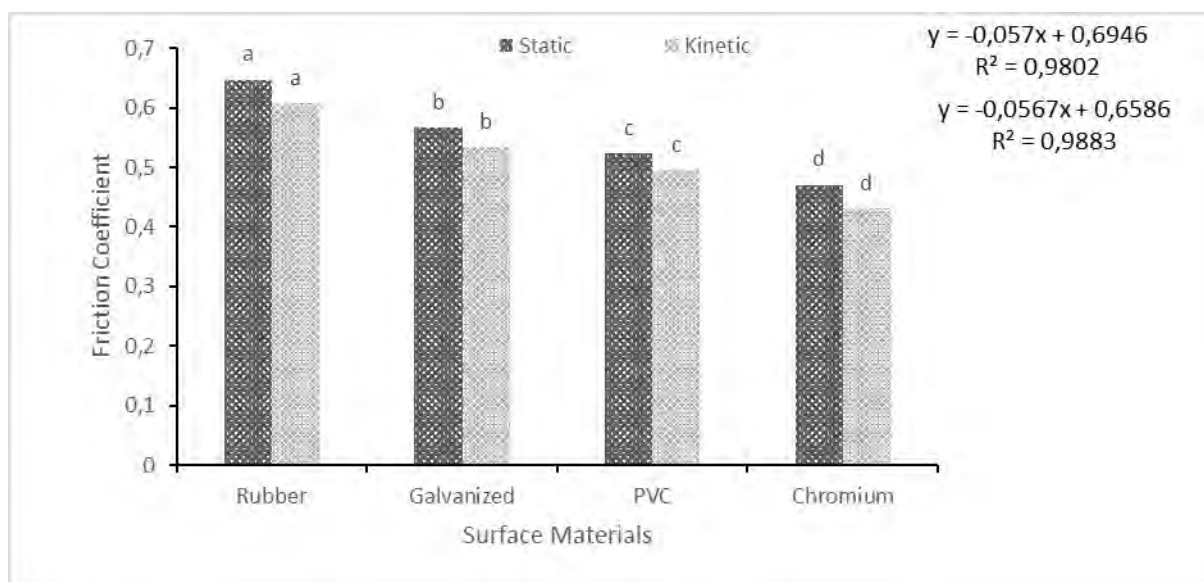 y = -0,057x + 0,6946
R² = 0,9802
y = -0,0567x + 0,6586
R² = 0,9883
Static
Kinetic
Friction Coefficient
0,7
0,6
0,5
0,4
0,3
0,2
0,1
0
a
a
b
b
c
c
d
d
Rubber
Galvanized
PVC
Chromium
Surface Materials